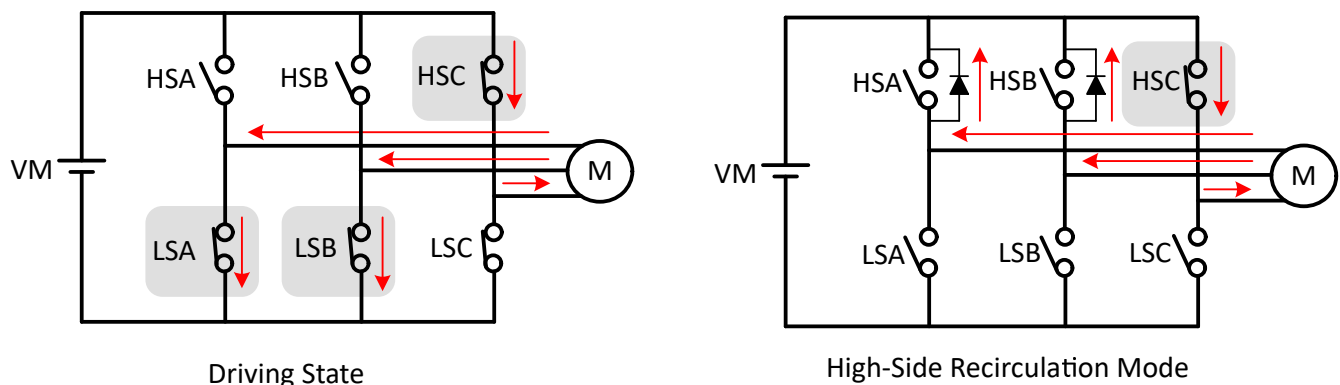 HSA
HSB
HSC
VM
M
LSA
LSB
LSC
Driving State
HSA
HSB
HSC
VM
M
LSA
LSB
LSC
High-Side Recirculation Mode